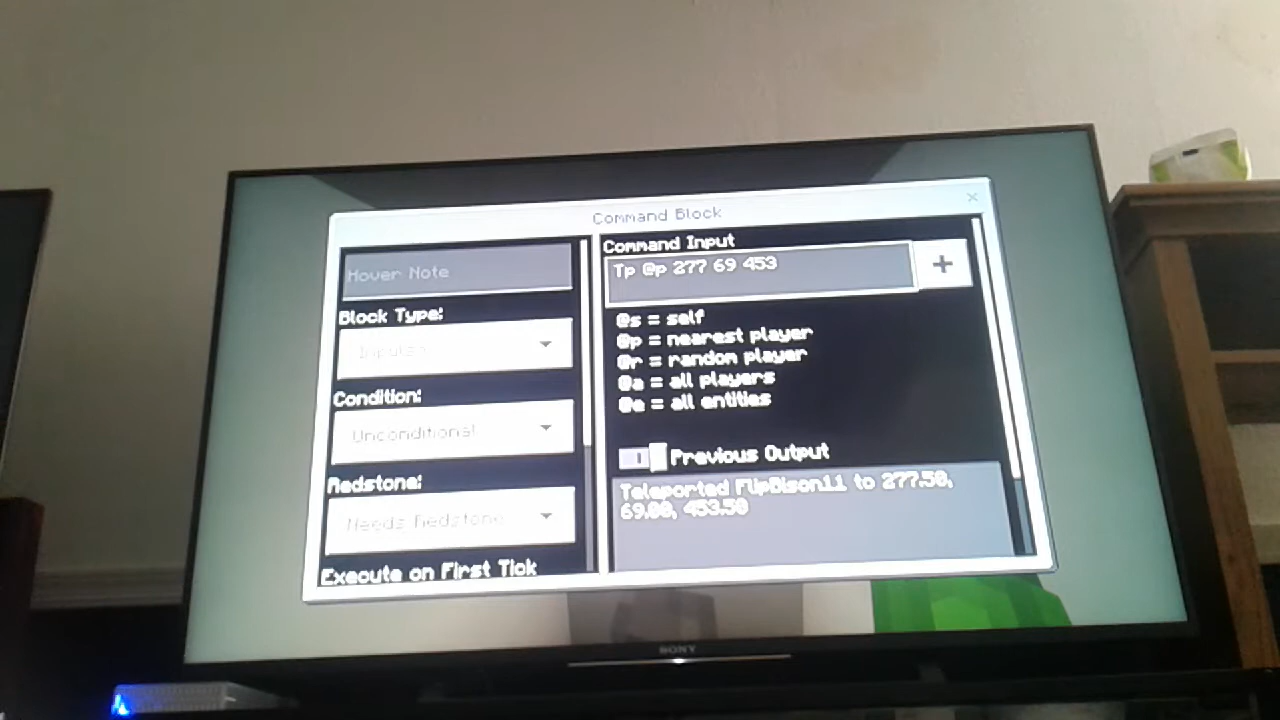 Command Block
Hover Note
Block Type:
Impulse
Condition:
Unconditional
Redstone:
Needs Redstone
Execute on First Tick
Command Input
Tp @p 277 69 453
+
@s = self
@p = nearest player
@r = random player
@a = all players
@e = all entities
Previous Output
Teleported FlipBison11 to 277.50,
69.00, 453.50
SONY